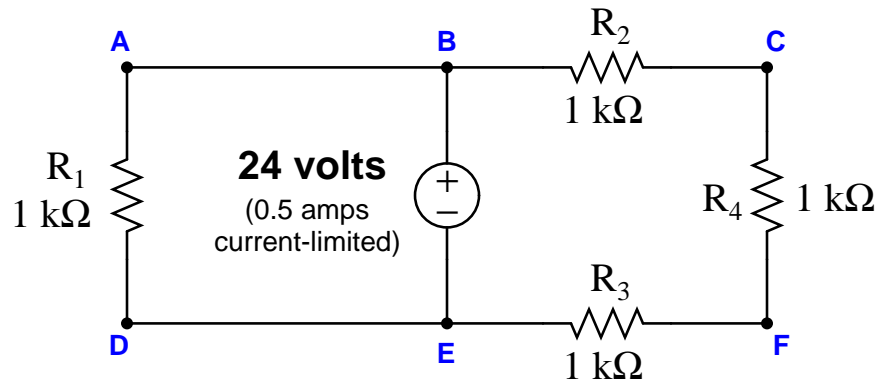 A
B
R2
C
1 kΩ
R1
1 kΩ
24 volts
(0.5 amps
current-limited)
+
−
R4
1 kΩ
R3
D
E
1 kΩ
F